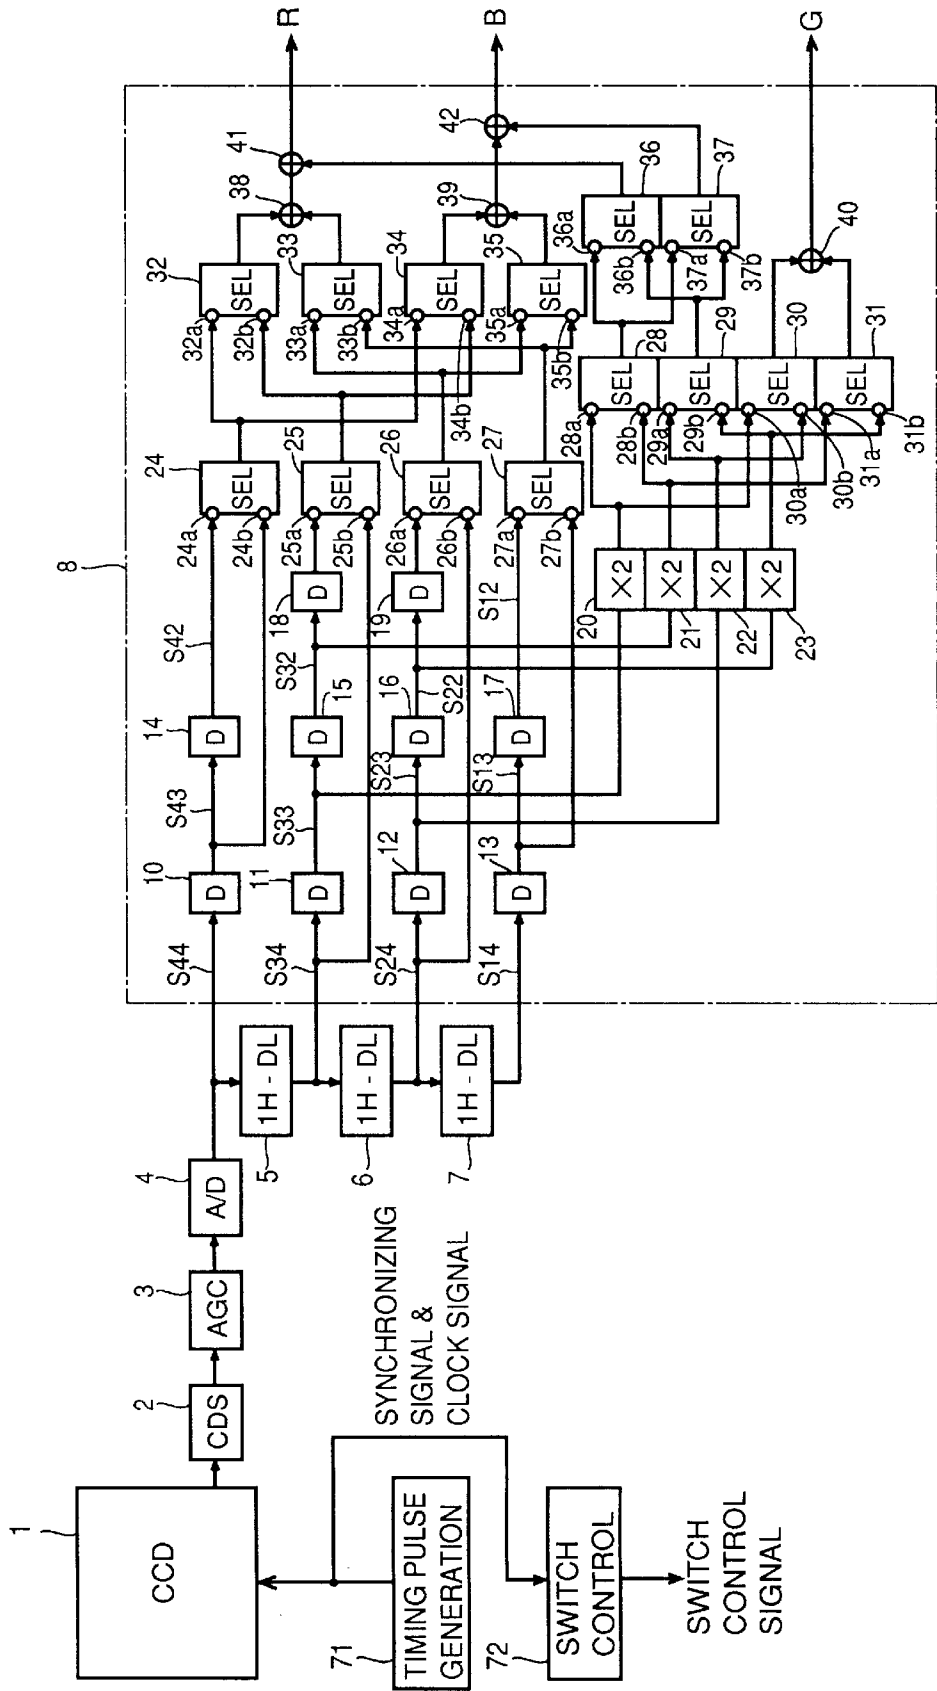 1
CCD
2
CDS
3
AGC
4
A/D
5
1H - DL
6
1H - DL
7
1H - DL
SYNCHRONIZING
SIGNAL &
CLOCK SIGNAL
71
TIMING PULSE
GENERATION
72
SWITCH
CONTROL
SWITCH
CONTROL
SIGNAL
8
S44
10
D
S43
14
D
S42
24a
24b
24
SEL
S34
11
D
S33
15
D
S32
18
D
25a
25b
25
SEL
S24
12
D
S23
16
D
S22
19
D
26a
26b
26
SEL
S14
13
D
S13
17
D
S12
27a
27b
27
SEL
20
X2
21
X2
22
X2
23
X2
32a
32b
32
SEL
33a
33b
33
SEL
34a
34b
34
SEL
35a
35b
35
SEL
28a
28b
28
SEL
29a
29b
29
SEL
30a
30b
30
SEL
31a
31b
31
SEL
36a
36b
36
SEL
37a
37b
37
SEL
38
39
40
41
42
R
B
G